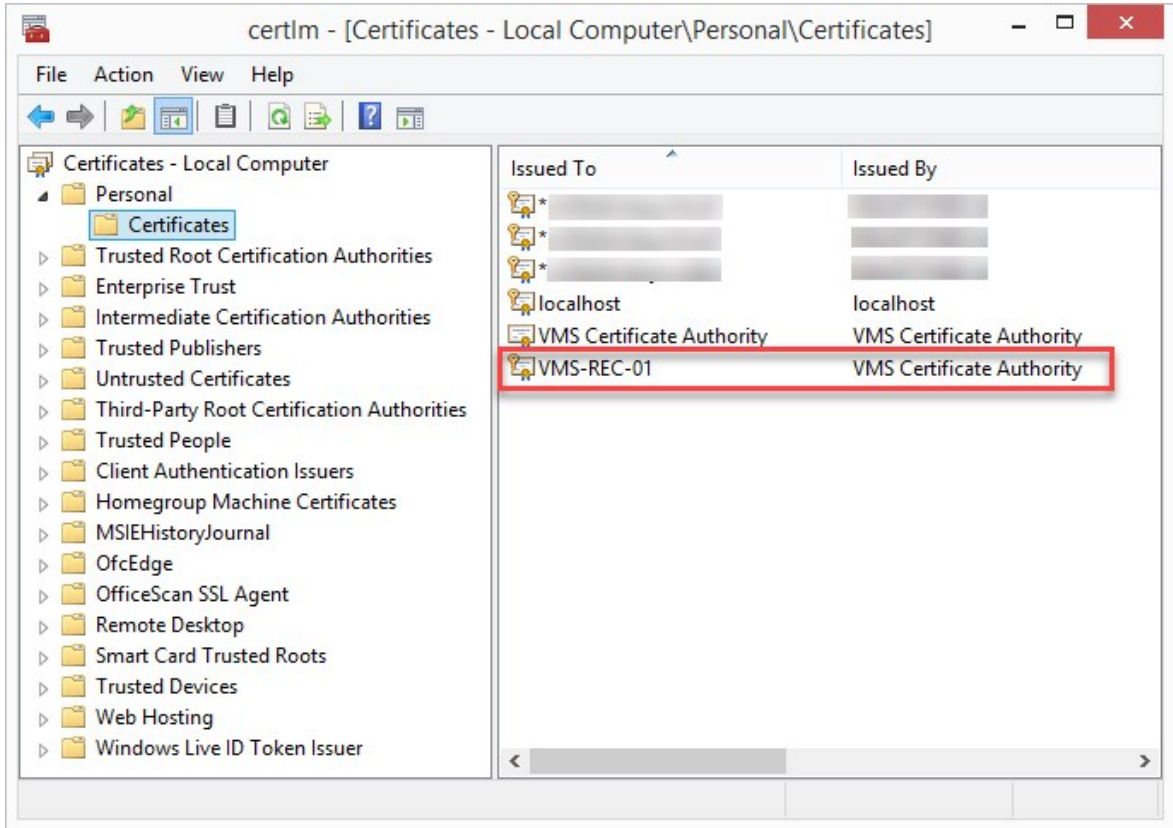 certlm - [Certificates - Local Computer\Personal\Certificates]
File Action View Help
Certificates - Local Computer
Personal
Certificates
Trusted Root Certification Authorities
Enterprise Trust
Intermediate Certification Authorities
Trusted Publishers
Untrusted Certificates
Third-Party Root Certification Authorities
Trusted People
Client Authentication Issuers
Homegroup Machine Certificates
MSIEHistoryJournal
OfcEdge
OfficeScan SSL Agent
Remote Desktop
Smart Card Trusted Roots
Trusted Devices
Web Hosting
Windows Live ID Token Issuer
Issued To Issued By
*
*
*
localhost localhost
VMS Certificate Authority VMS Certificate Authority
VMS-REC-01 VMS Certificate Authority